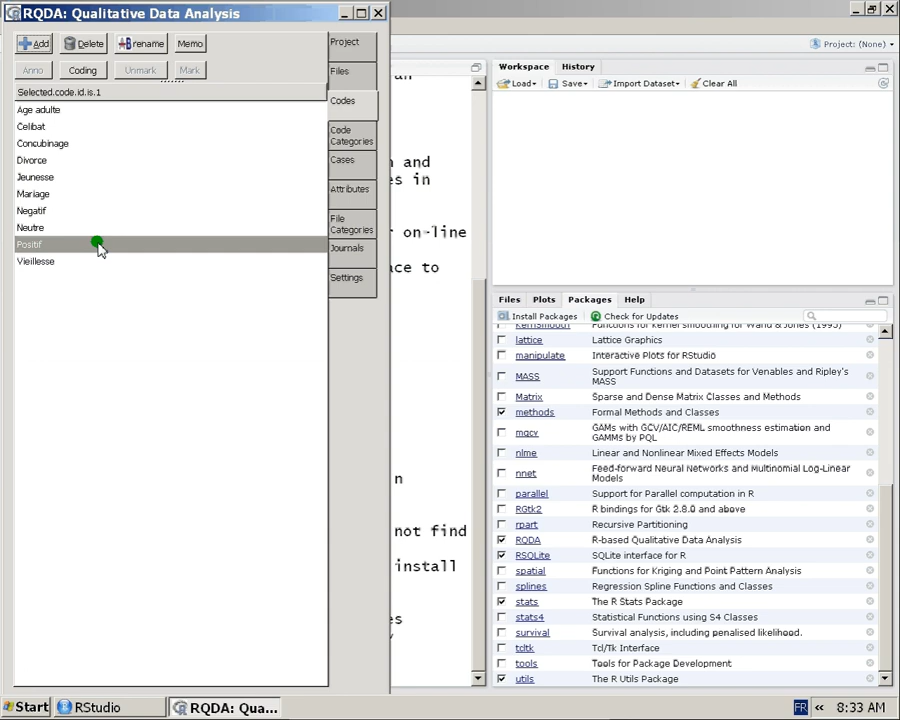 RQDA: Qualitative Data Analysis
Add Delete rename Memo
Anno Coding Unmark Mark
Selected.code.id.is.1
Age adulte
Celibat
Concubinage
Divorce
Jeunesse
Mariage
Negatif
Neutre
Positif
Vieillesse
Project
Files
Codes
Code
Categories
Cases
Attributes
File
Categories
Journals
Settings
an
n and
es in
r on-line
ace to
n
not find
install
es
Project: (None)
Workspace History
Load Save Import Dataset Clear All
Files Plots Packages Help
Install Packages Check for Updates
KernSmooth Functions for kernel smoothing for Wand & Jones (1995)
lattice Lattice Graphics
manipulate Interactive Plots for RStudio
MASS Support Functions and Datasets for Venables and Ripley's
MASS
Matrix Sparse and Dense Matrix Classes and Methods
methods Formal Methods and Classes
mgcv GAMs with GCV/AIC/REML smoothness estimation and
GAMMs by PQL
nlme Linear and Nonlinear Mixed Effects Models
nnet Feed-forward Neural Networks and Multinomial Log-Linear
Models
parallel Support for Parallel computation in R
RGtk2 R bindings for Gtk 2.8.0 and above
rpart Recursive Partitioning
RQDA R-based Qualitative Data Analysis
RSQLite SQLite interface for R
spatial Functions for Kriging and Point Pattern Analysis
splines Regression Spline Functions and Classes
stats The R Stats Package
stats4 Statistical Functions using S4 Classes
survival Survival analysis, including penalised likelihood.
tcltk Tcl/Tk Interface
tools Tools for Package Development
utils The R Utils Package
Start RStudio RQDA: Qua... FR « 8:33 AM